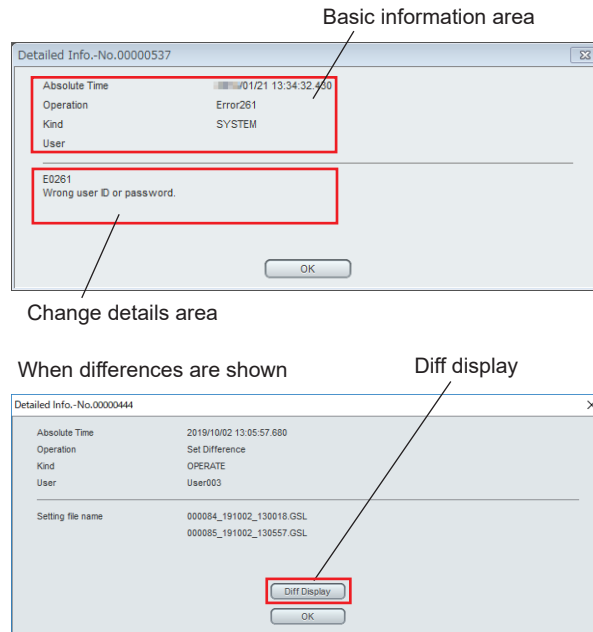 Basic information area
Detailed Info.-No.00000537
Absolute Time /01/21 13:34:32.430
Operation Error261
Kind SYSTEM
User
E0261
Wrong user ID or password.
OK
Change details area
When differences are shown
Diff display
Detailed Info.-No.00000444
Absolute Time 2019/10/02 13:05:57.680
Operation Set Difference
Kind OPERATE
User User003
Setting file name 000084_191002_130018.GSL
000085_191002_130557.GSL
Diff Display
OK